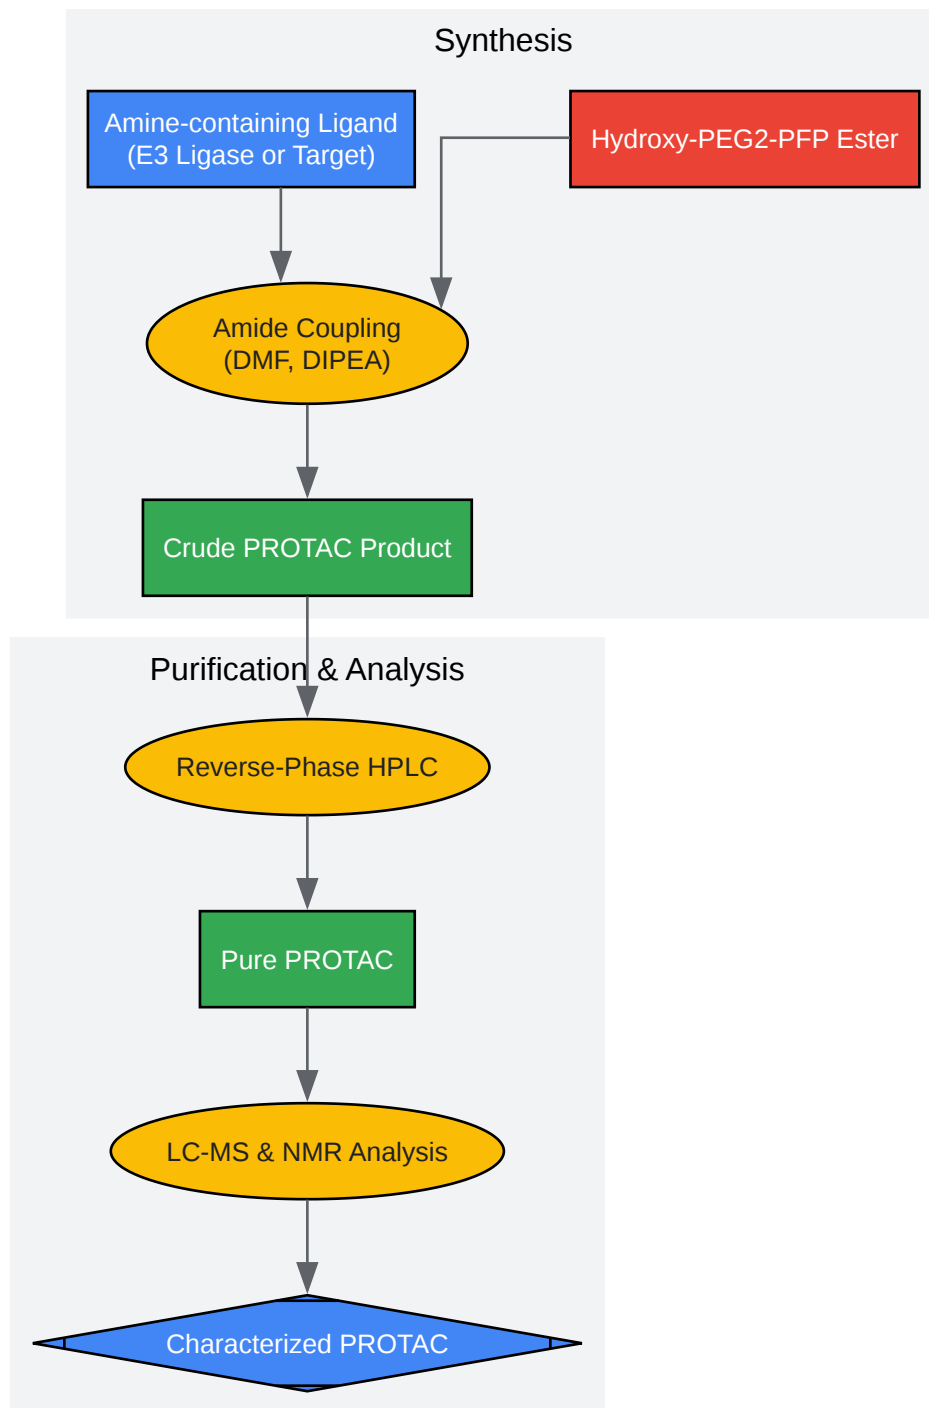 Synthesis
Amine-containing Ligand
(E3 Ligase or Target)
Hydroxy-PEG2-PFP Ester
Amide Coupling
(DMF, DIPEA)
Crude PROTAC Product
Purification & Analysis
Reverse-Phase HPLC
Pure PROTAC
LC-MS & NMR Analysis
Characterized PROTAC